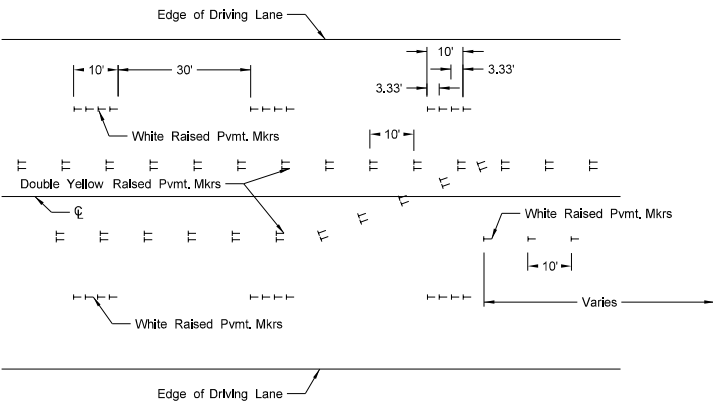 Edge of Driving Lane
10'
30'
10'
3.33'
3.33'
White Raised Pvmt. Mkrs
10'
Double Yellow Raised Pvmt. Mkrs
℄
White Raised Pvmt. Mkrs
10'
Varies
White Raised Pvmt. Mkrs
Edge of Driving Lane